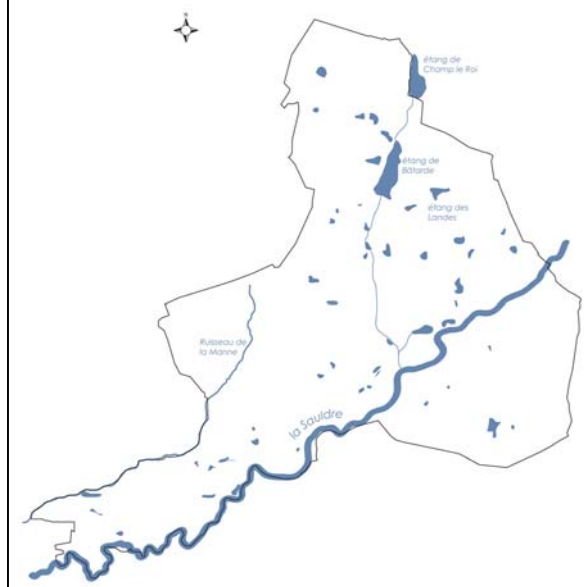 étang de
Champ le Roi
étang de
Bâtarde
étang des
Landes
Ruisseau de
la Manne
la Sauldre